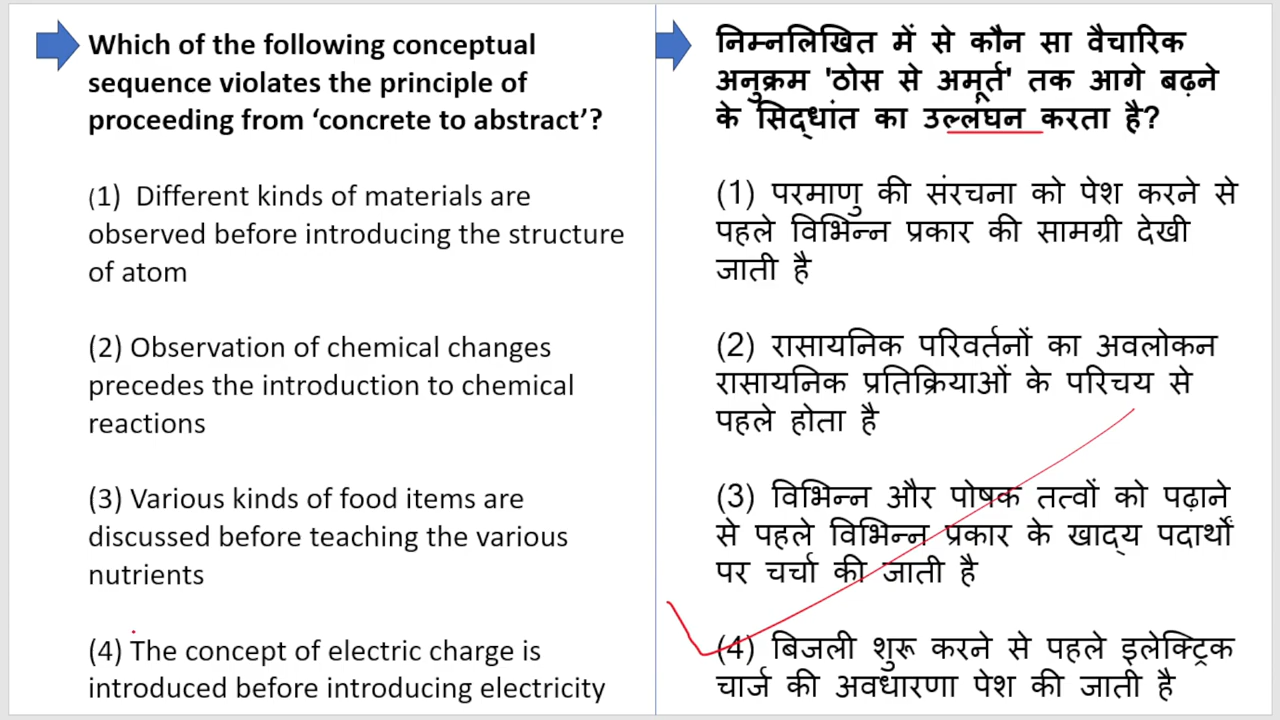 Which of the following conceptual
sequence violates the principle of
proceeding from ‘concrete to abstract’?
(1) Different kinds of materials are
observed before introducing the structure
of atom
(2) Observation of chemical changes
precedes the introduction to chemical
reactions
(3) Various kinds of food items are
discussed before teaching the various
nutrients
(4) The concept of electric charge is
introduced before introducing electricity
निम्नलिखित में से कौन सा वैचारिक
अनुक्रम 'ठोस से अमूर्त' तक आगे बढ़ने
के सिद्धांत का उल्लंघन करता है?
(1) परमाणु की संरचना को पेश करने से
पहले विभिन्न प्रकार की सामग्री देखी
जाती है
(2) रासायनिक परिवर्तनों का अवलोकन
रासायनिक प्रतिक्रियाओं के परिचय से
पहले होता है
(3) विभिन्न और पोषक तत्वों को पढ़ाने
से पहले विभिन्न प्रकार के खाद्य पदार्थों
पर चर्चा की जाती है
(4) बिजली शुरू करने से पहले इलेक्ट्रिक
चार्ज की अवधारणा पेश की जाती है